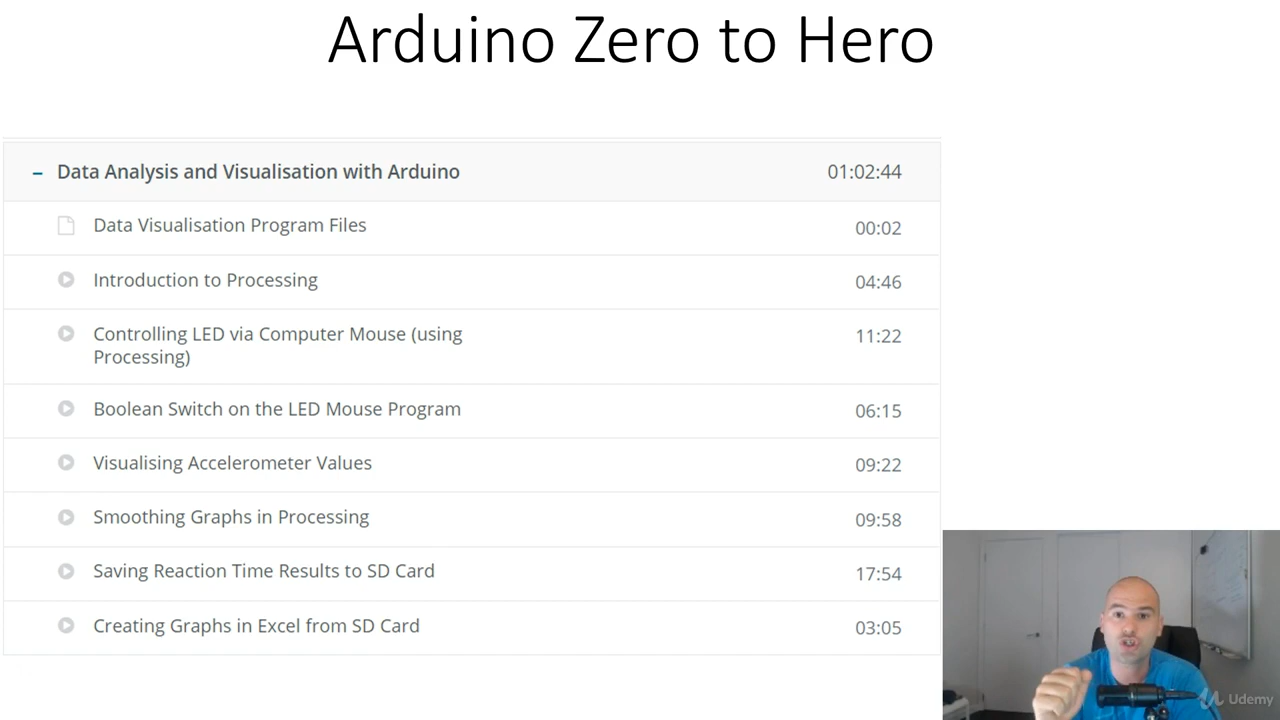 Arduino Zero to Hero
– Data Analysis and Visualisation with Arduino 01:02:44
Data Visualisation Program Files 00:02
Introduction to Processing 04:46
Controlling LED via Computer Mouse (using 11:22
Processing)
Boolean Switch on the LED Mouse Program 06:15
Visualising Accelerometer Values 09:22
Smoothing Graphs in Processing 09:58
Saving Reaction Time Results to SD Card 17:54
Creating Graphs in Excel from SD Card 03:05
Udemy